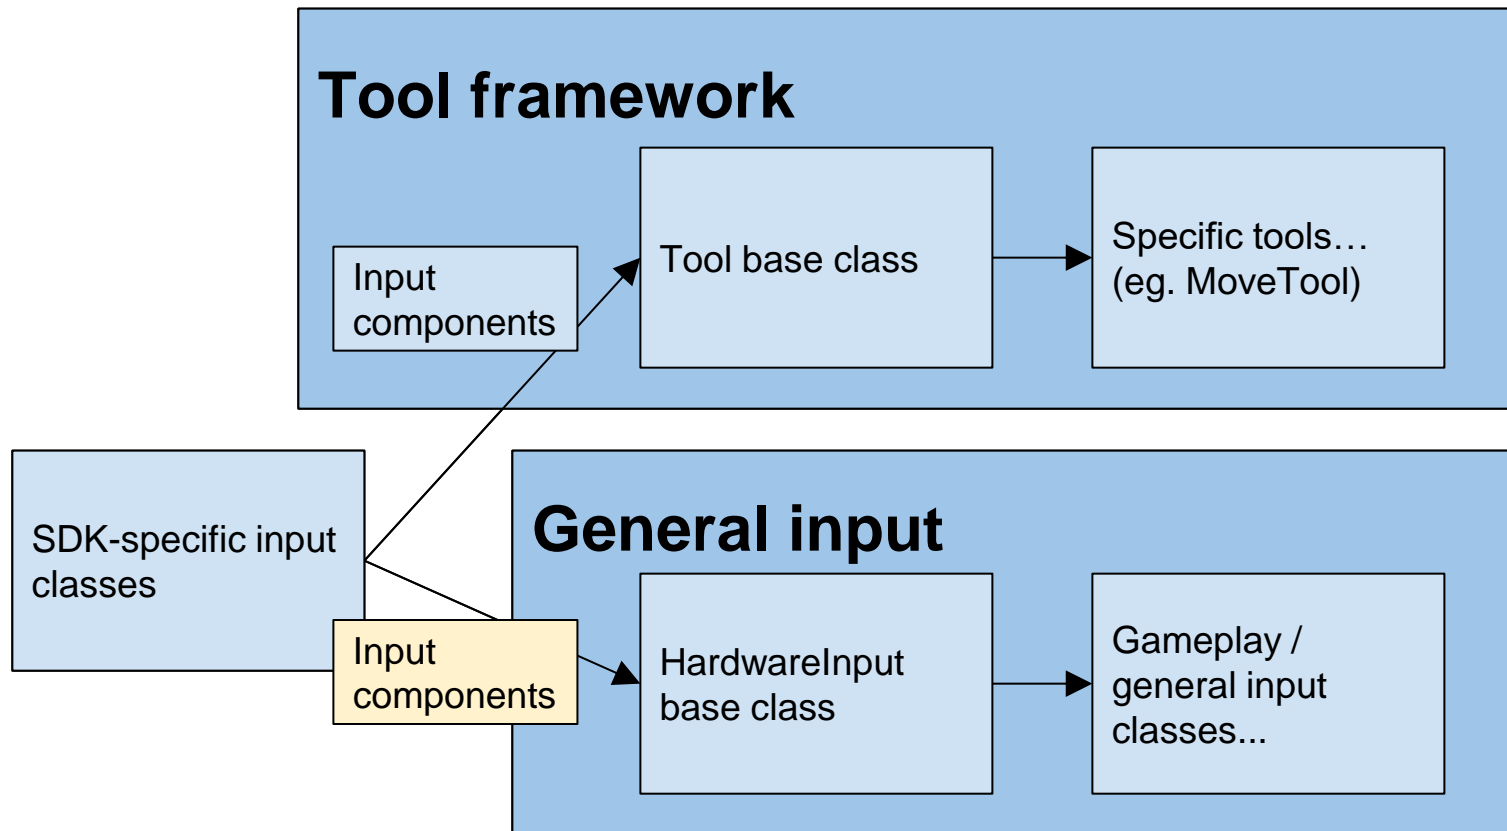 Tool framework
Input
components
Tool base class
Specific tools…
(eg. MoveTool)
SDK-specific input
classes
General input
Input
components
HardwareInput
base class
Gameplay /
general input
classes...